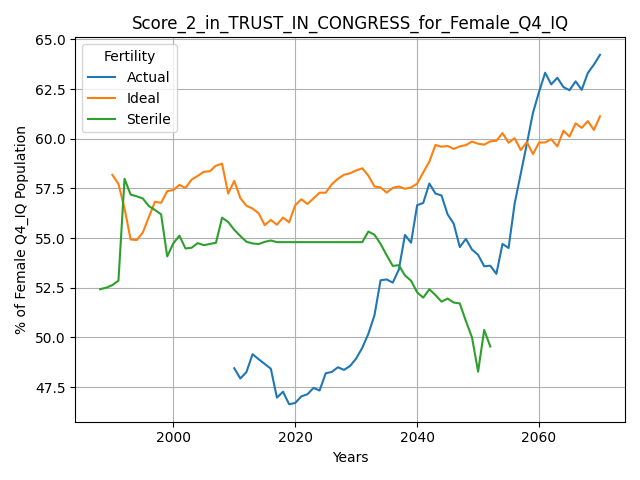 Score_2_in_TRUST_IN_CONGRESS_for_Female_Q4_IQ
% of Female Q4_IQ Population
65.0
62.5
60.0
57.5
55.0
52.5
50.0
47.5
Fertility
Actual
Ideal
Sterile
2000
2020
2040
2060
Years